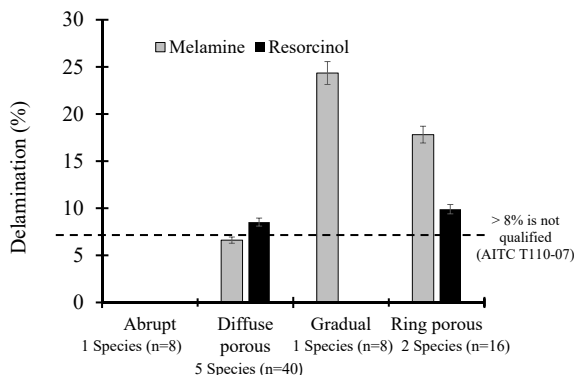 30
25
20
15
10
5
0
Delamination (%)
Melamine Resorcinol
> 8% is not
qualified
(AITC T110-07)
Abrupt
1 Species (n=8)
Diffuse
porous
5 Species (n=40)
Gradual
1 Species (n=8)
Ring porous
2 Species (n=16)